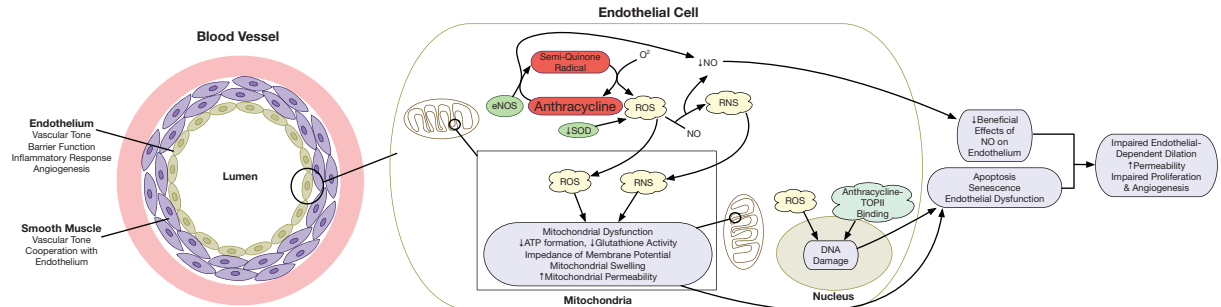 Endothelial Cell
Blood Vessel
Endothelium
Vascular Tone
Barrier Function
Inflammatory Response
Angiogenesis
Lumen
Smooth Muscle
Vascular Tone
Cooperation with
Endothelium
Semi-Quinone
Radical
O²
↓NO
eNOS
Anthracycline
ROS
RNS
↓SOD
NO
ROS
RNS
Mitochondrial Dysfunction
↓ATP formation, ↓Glutathione Activity
Impedance of Membrane Potential
Mitochondrial Swelling
↑Mitochondrial Permeability
Mitochondria
ROS
Anthracycline-
TOPII
Binding
DNA
Damage
Nucleus
↓Beneficial
Effects of
NO on
Endothelium
Apoptosis
Senescence
Endothelial Dysfunction
Impaired Endothelial-
Dependent Dilation
↑Permeability
Impaired Proliferation
& Angiogenesis